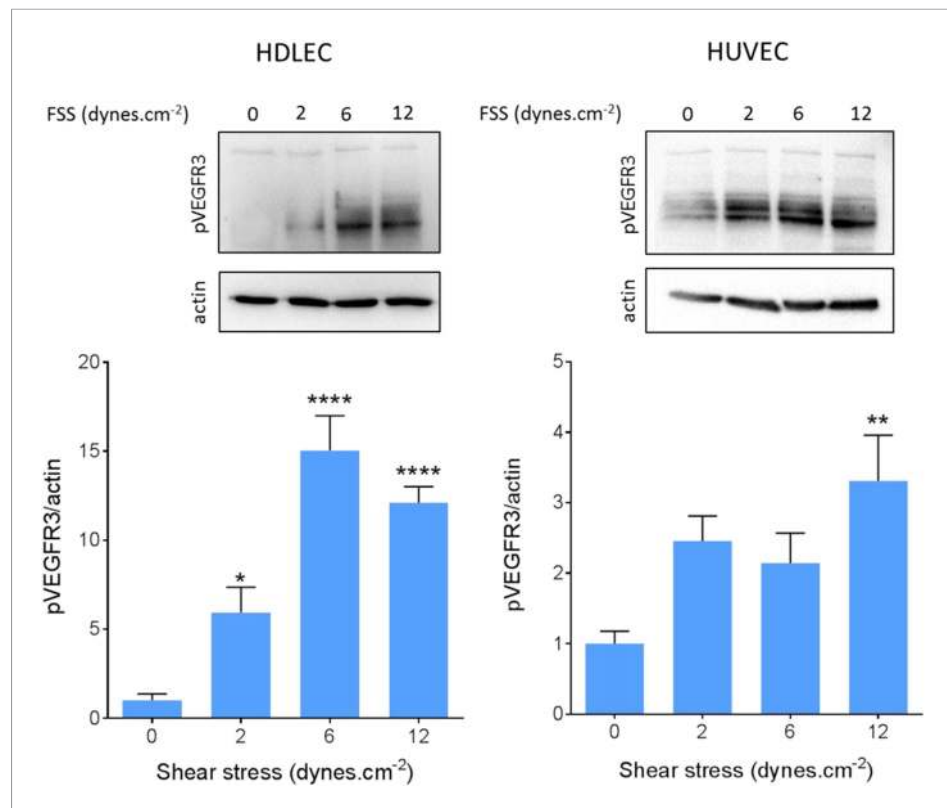 HDLEC
FSS (dynes.cm⁻²) 0 2 6 12
pVEGFR3
actin
20
15
10
5
0
pVEGFR3/actin
* **** ****
0 2 6 12
Shear stress (dynes.cm⁻²)
HUVEC
FSS (dynes.cm⁻²) 0 2 6 12
pVEGFR3
actin
5
4
3
2
1
0
pVEGFR3/actin
**
0 2 6 12
Shear stress (dynes.cm⁻²)